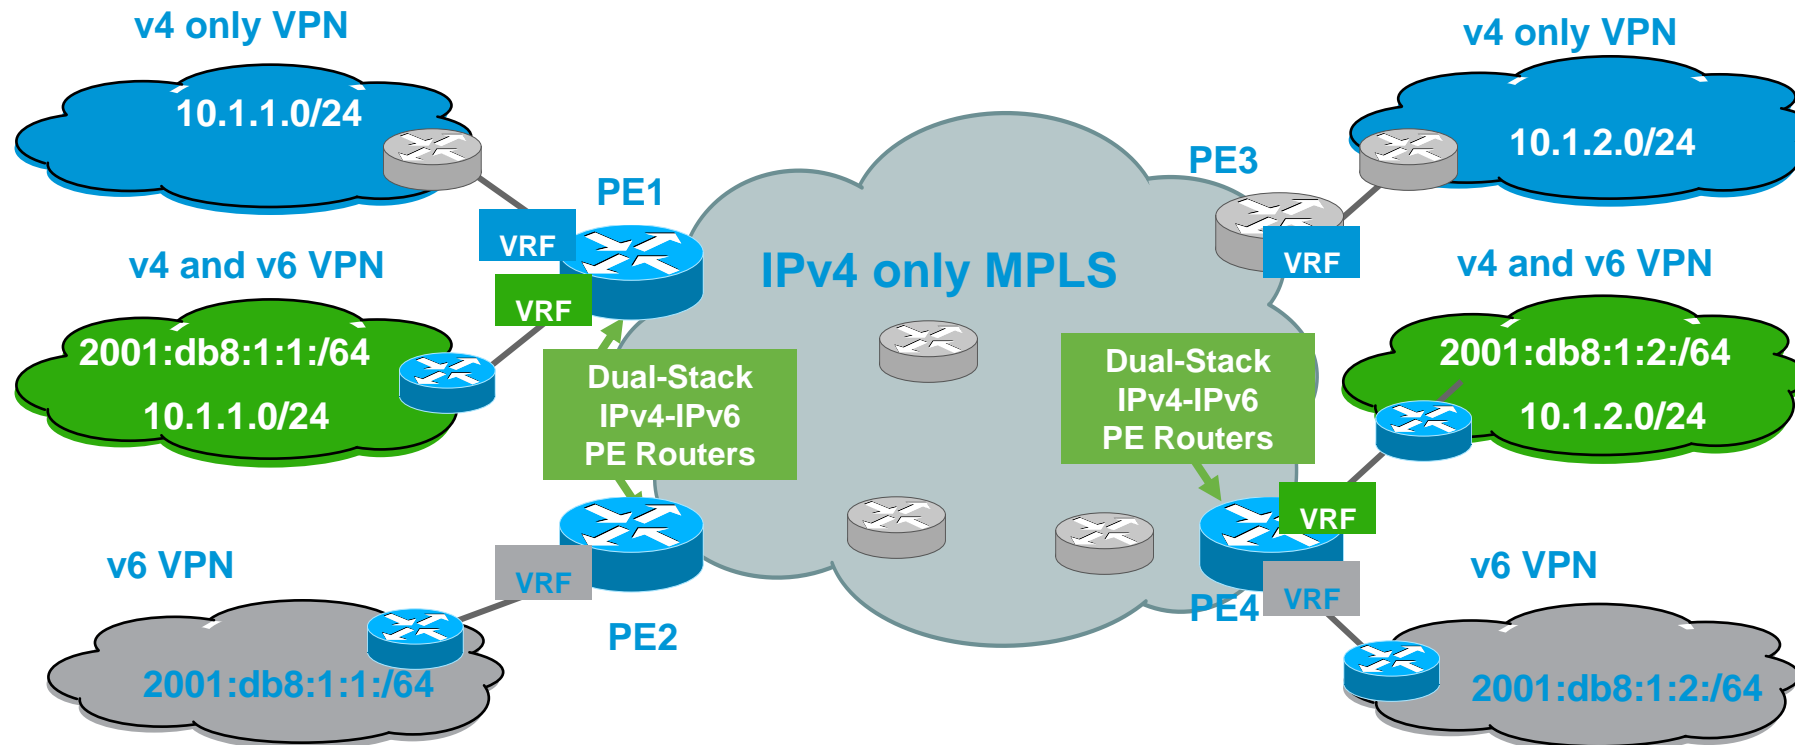 v4 only VPN
10.1.1.0/24
PE1
VRF
v4 and v6 VPN
VRF
2001:db8:1:1:/64
10.1.1.0/24
Dual-Stack
IPv4-IPv6
PE Routers
v6 VPN
VRF
PE2
2001:db8:1:1:/64
IPv4 only MPLS
v4 only VPN
10.1.2.0/24
PE3
VRF
v4 and v6 VPN
2001:db8:1:2:/64
10.1.2.0/24
Dual-Stack
IPv4-IPv6
PE Routers
VRF
v6 VPN
VRF
PE4
2001:db8:1:2:/64